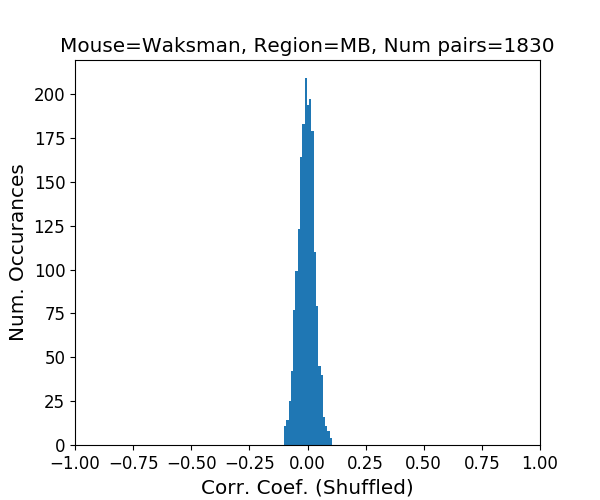 Mouse=Waksman, Region=MB, Num pairs=1830
Num. Occurances
200
175
150
125
100
75
50
25
0
−1.00 −0.75 −0.50 −0.25 0.00 0.25 0.50 0.75 1.00
Corr. Coef. (Shuffled)